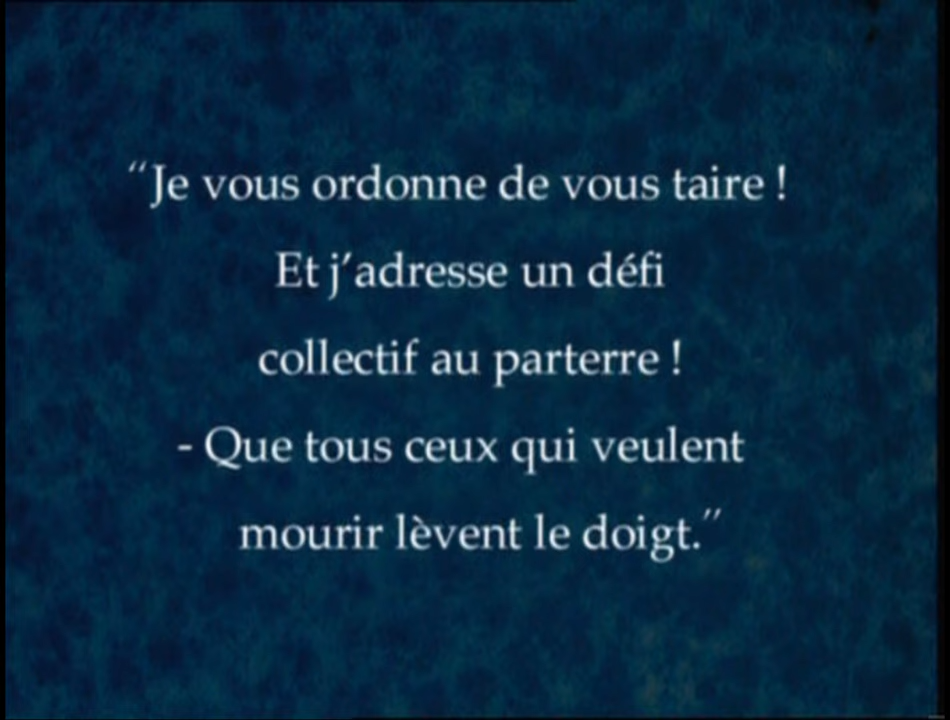 “Je vous ordonne de vous taire !
Et j’adresse un défi
collectif au parterre !
- Que tous ceux qui veulent
mourir lèvent le doigt.”